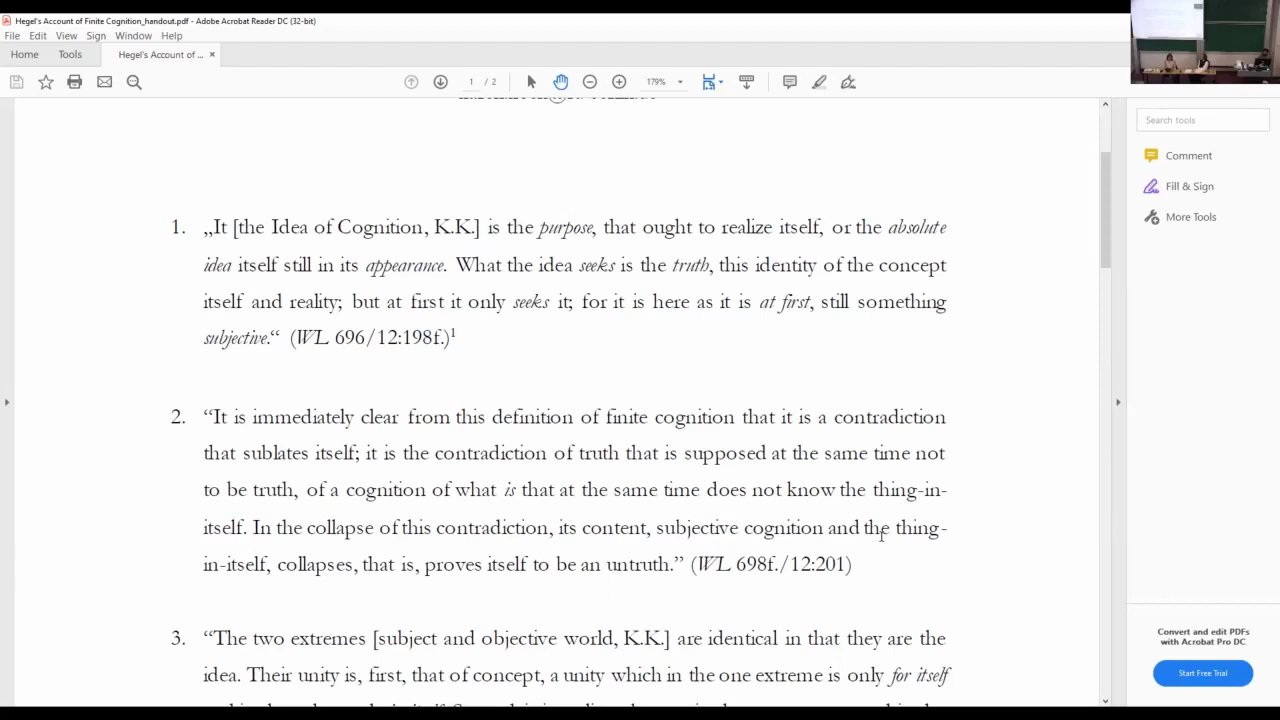 Hegel's Account of Finite Cognition_handout.pdf - Adobe Acrobat Reader DC (32-bit)
File Edit View Sign Window Help
Home Tools Hegel's Account of ... ×
1 / 2 179%
Search tools
Comment
Fill & Sign
More Tools
1. „It [the Idea of Cognition, K.K.] is the purpose, that ought to realize itself, or the absolute
idea itself still in its appearance. What the idea seeks is the truth, this identity of the concept
itself and reality; but at first it only seeks it; for it is here as it is at first, still something
subjective.“ (WL 696/12:198f.)¹
2. “It is immediately clear from this definition of finite cognition that it is a contradiction
that sublates itself; it is the contradiction of truth that is supposed at the same time not
to be truth, of a cognition of what is that at the same time does not know the thing-in-
itself. In the collapse of this contradiction, its content, subjective cognition and the thing-
in-itself, collapses, that is, proves itself to be an untruth.” (WL 698f./12:201)
3. “The two extremes [subject and objective world, K.K.] are identical in that they are the
idea. Their unity is, first, that of concept, a unity which in the one extreme is only for itself
Convert and edit PDFs
with Acrobat Pro DC
Start Free Trial